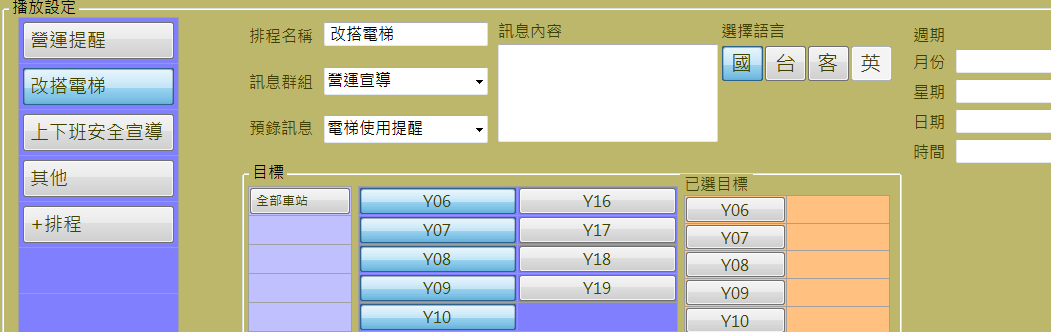 播放設定
營運提醒
改搭電梯
上下班安全宣導
其他
+排程
排程名稱 改搭電梯
訊息群組 營運宣導
預錄訊息 電梯使用提醒
訊息內容
選擇語言
國 台 客 英
週期
月份
星期
日期
時間
目標
全部車站
Y06 Y16
Y07 Y17
Y08 Y18
Y09 Y19
Y10
已選目標
Y06
Y07
Y08
Y09
Y10